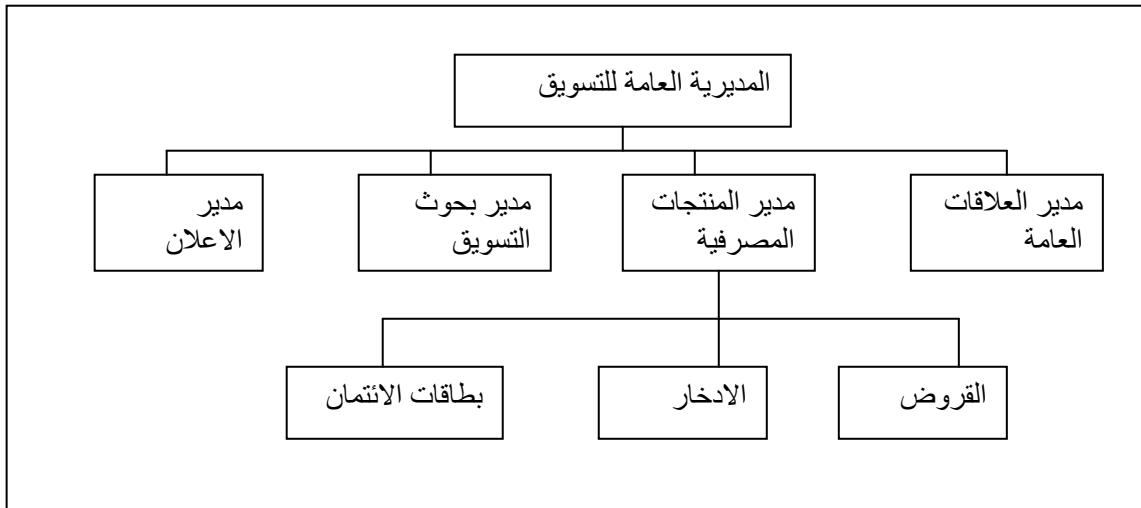 المديرية العامة للتسويق
مدير العلاقات
العامة
مدير المنتجات
المصرفية
مدير بحوث
التسويق
مدير
الاعلان
القروض
الادخار
بطاقات الائتمان